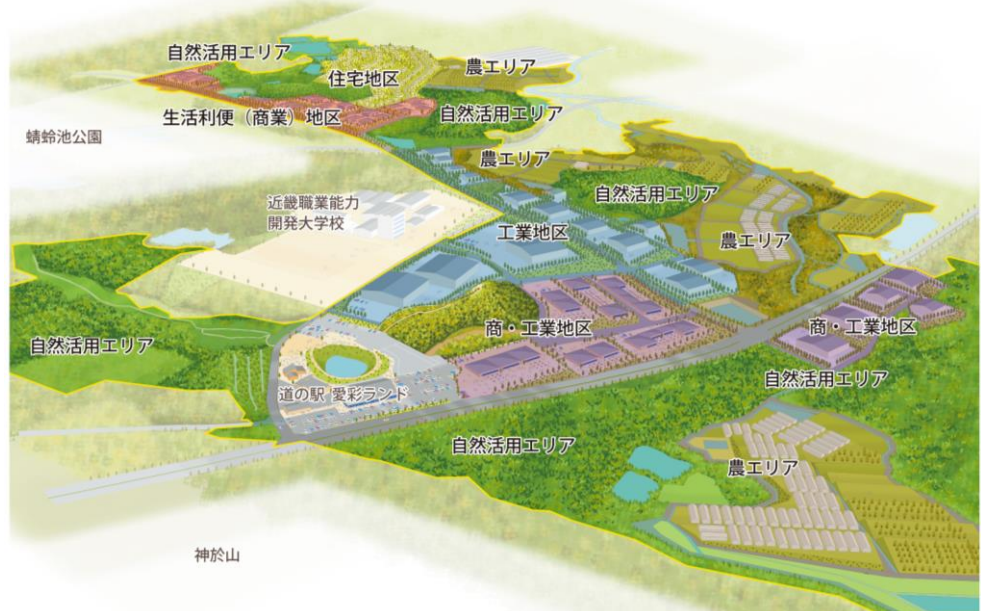 自然活用エリア
住宅地区
農エリア
生活利便（商業）地区
自然活用エリア
蜻蛉池公園
農エリア
自然活用エリア
近畿職業能力
開発大学校
工業地区
農エリア
商・工業地区
商・工業地区
自然活用エリア
自然活用エリア
道の駅 愛彩ランド
自然活用エリア
農エリア
神於山